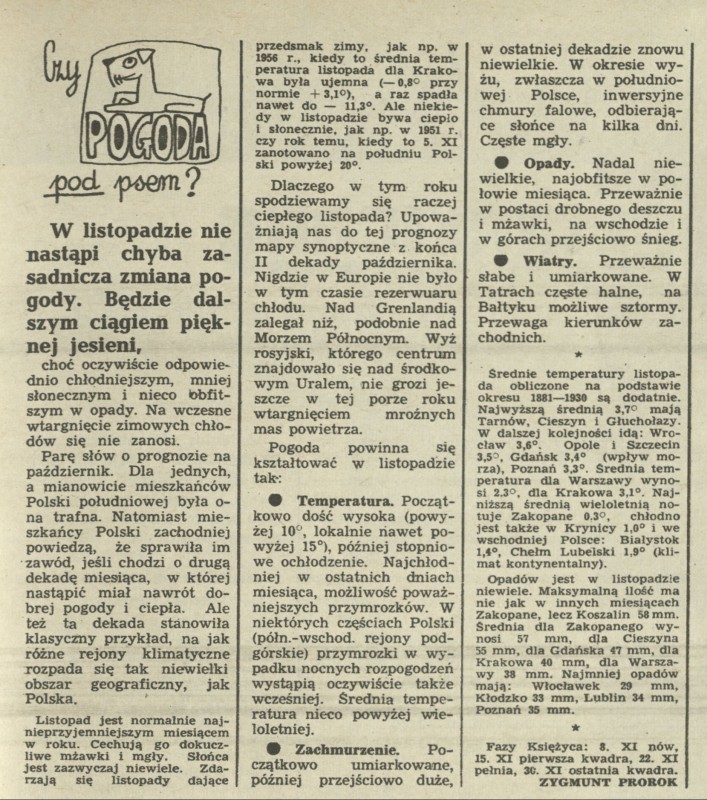 Czy
POGODA
pod psem?
W listopadzie nie
nastąpi chyba za-
sadnicza zmiana po-
gody. Będzie dal-
szym ciągiem pięk-
nej jesieni,
choć oczywiście odpowie-
dnio chłodniejszym, mniej
słonecznym i nieco obfit-
szym w opady. Na wczesne
wtargnięcie zimowych chło-
dów się nie zanosi.
Parę słów o prognozie na
październik. Dla jednych,
a mianowicie mieszkańców
Polski południowej była o-
na trafna. Natomiast mie-
szkańcy Polski zachodniej
powiedzą, że sprawiła im
zawód, jeśli chodzi o drugą
dekadę miesiąca, w której
nastąpić miał nawrót do-
brej pogody i ciepła. Ale
też ta dekada stanowiła
klasyczny przykład, na jak
różne rejony klimatyczne
rozpada się tak niewielki
obszar geograficzny, jak
Polska.
Listopad jest normalnie naj-
nieprzyjemniejszym miesiącem
w roku. Cechują go dokucz-
liwe mżawki i mgły. Słońca
jest zazwyczaj niewiele. Zda-
rzają się listopady dające
przedsmak zimy, jak np. w
1956 r., kiedy to średnia tem-
peratura listopada dla Krako-
wa była ujemna (— 0,8° przy
normie + 3,1°), a raz spadła
nawet do — 11,3°. Ale niekie-
dy w listopadzie bywa ciepło
i słonecznie, jak np. w 1951 r.
czy rok temu, kiedy to 5. XI
zanotowano na południu Pol-
ski powyżej 20°.
Dlaczego w tym roku
spodziewamy się raczej
ciepłego listopada? Upowa-
żniają nas do tej prognozy
mapy synoptyczne z końca
II dekady października.
Nigdzie w Europie nie było
w tym czasie rezerwuaru
chłodu. Nad Grenlandią
zalegał niż, podobnie nad
Morzem Północnym. Wyż
rosyjski, którego centrum
znajdowało się nad środko-
wym Uralem, nie grozi je-
szcze w tej porze roku
wtargnięciem mroźnych
mas powietrza.
Pogoda powinna się
kształtować w listopadzie
tak:
● Temperatura. Począt-
kowo dość wysoka (powy-
żej 10°, lokalnie nawet po-
wyżej 15°), później stopnio-
we ochłodzenie. Najchłod-
niej w ostatnich dniach
miesiąca, możliwość poważ-
niejszych przymrozków. W
niektórych częściach Polski
(półn.-wschod. rejony pod-
górskie) przymrozki w wy-
padku nocnych rozpogodzeń
wystąpią oczywiście także
wcześniej. Średnia tempe-
ratura nieco powyżej wie-
loletniej.
● Zachmurzenie. Po-
czątkowo umiarkowane,
później przejściowo duże,
w ostatniej dekadzie znowu
niewielkie. W okresie wy-
żu, zwłaszcza w południo-
wej Polsce, inwersyjne
chmury falowe, odbierają-
ce słońce na kilka dni.
Częste mgły.
● Opady. Nadal nie-
wielkie, najobfitsze w po-
łowie miesiąca. Przeważnie
w postaci drobnego deszczu
i mżawki, na wschodzie i
w górach przejściowo śnieg.
● Wiatry. Przeważnie
słabe i umiarkowane. W
Tatrach częste halne, na
Bałtyku możliwe sztormy.
Przewaga kierunków za-
chodnich.
★
Średnie temperatury listopa-
da obliczone na podstawie
okresu 1881—1930 są dodatnie.
Najwyższą średnią 3,7° mają
Tarnów, Cieszyn i Głuchołazy.
W dalszej kolejności idą: Wro-
cław 3,6°. Opole i Szczecin
3,5°, Gdańsk 3,4° (wpływ mo-
rza), Poznań 3,3°. Średnia tem-
peratura dla Warszawy wyno-
si 2,3°, dla Krakowa 3,1°. Naj-
niższą średnią wieloletnią no-
tuje Zakopane 0,3°, chłodno
jest także w Krynicy 1,0° i we
wschodniej Polsce: Białystok
1,4°, Chełm Lubelski 1,9° (kli-
mat kontynentalny).
Opadów jest w listopadzie
niewiele. Maksymalną ilość ma
nie jak w innych miesiącach
Zakopane, lecz Koszalin 58 mm.
Średnia dla Zakopanego wy-
nosi 57 mm, dla Cieszyna
55 mm, dla Gdańska 47 mm, dla
Krakowa 40 mm, dla Warsza-
wy 38 mm. Najmniej opadów
mają: Włocławek 29 mm,
Kłodzko 33 mm, Lublin 34 mm,
Poznań 35 mm.
★
Fazy Księżyca: 8. XI nów,
15. XI pierwsza kwadra, 22. XI
pełnia, 30. XI ostatnia kwadra.
ZYGMUNT PROROK